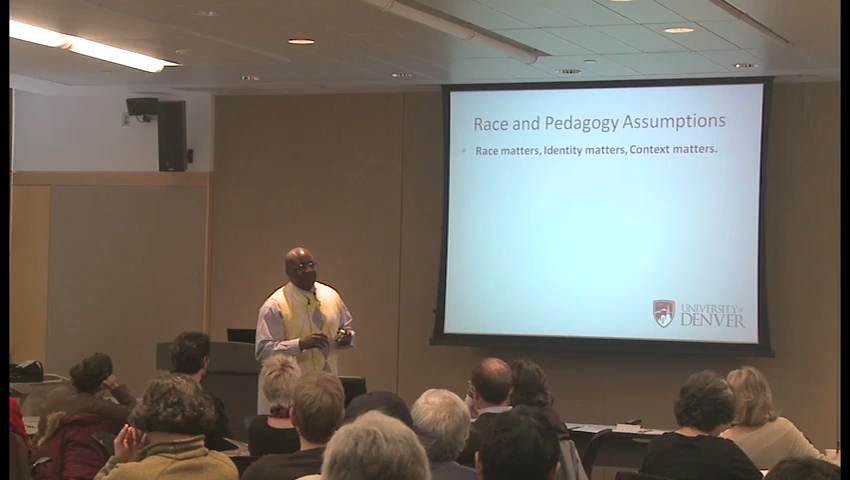 Race and Pedagogy Assumptions
Race matters, Identity matters, Context matters.
UNIVERSITY of
DENVER